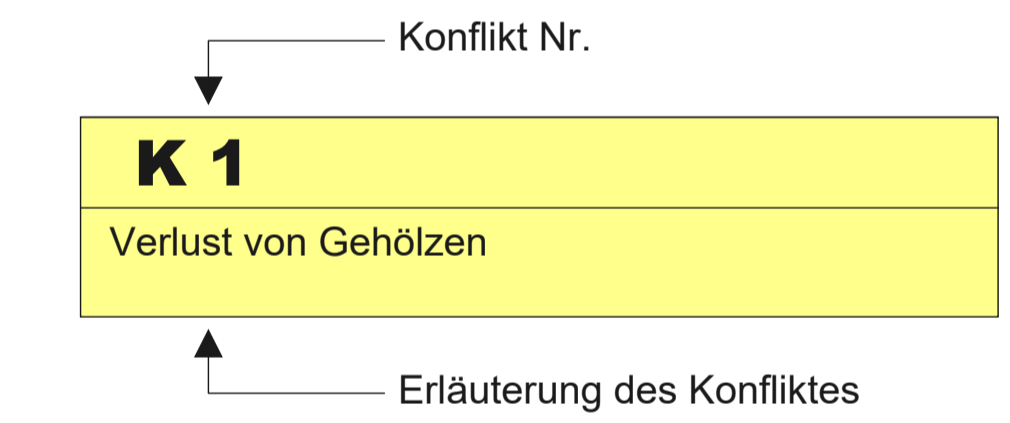 Konflikt Nr.
K 1
Verlust von Gehölzen
Erläuterung des Konfliktes